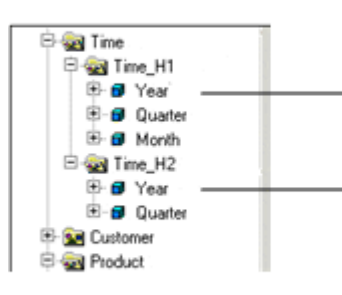 Time
Time_H1
Year
Quarter
Month
Time_H2
Year
Quarter
Customer
Product